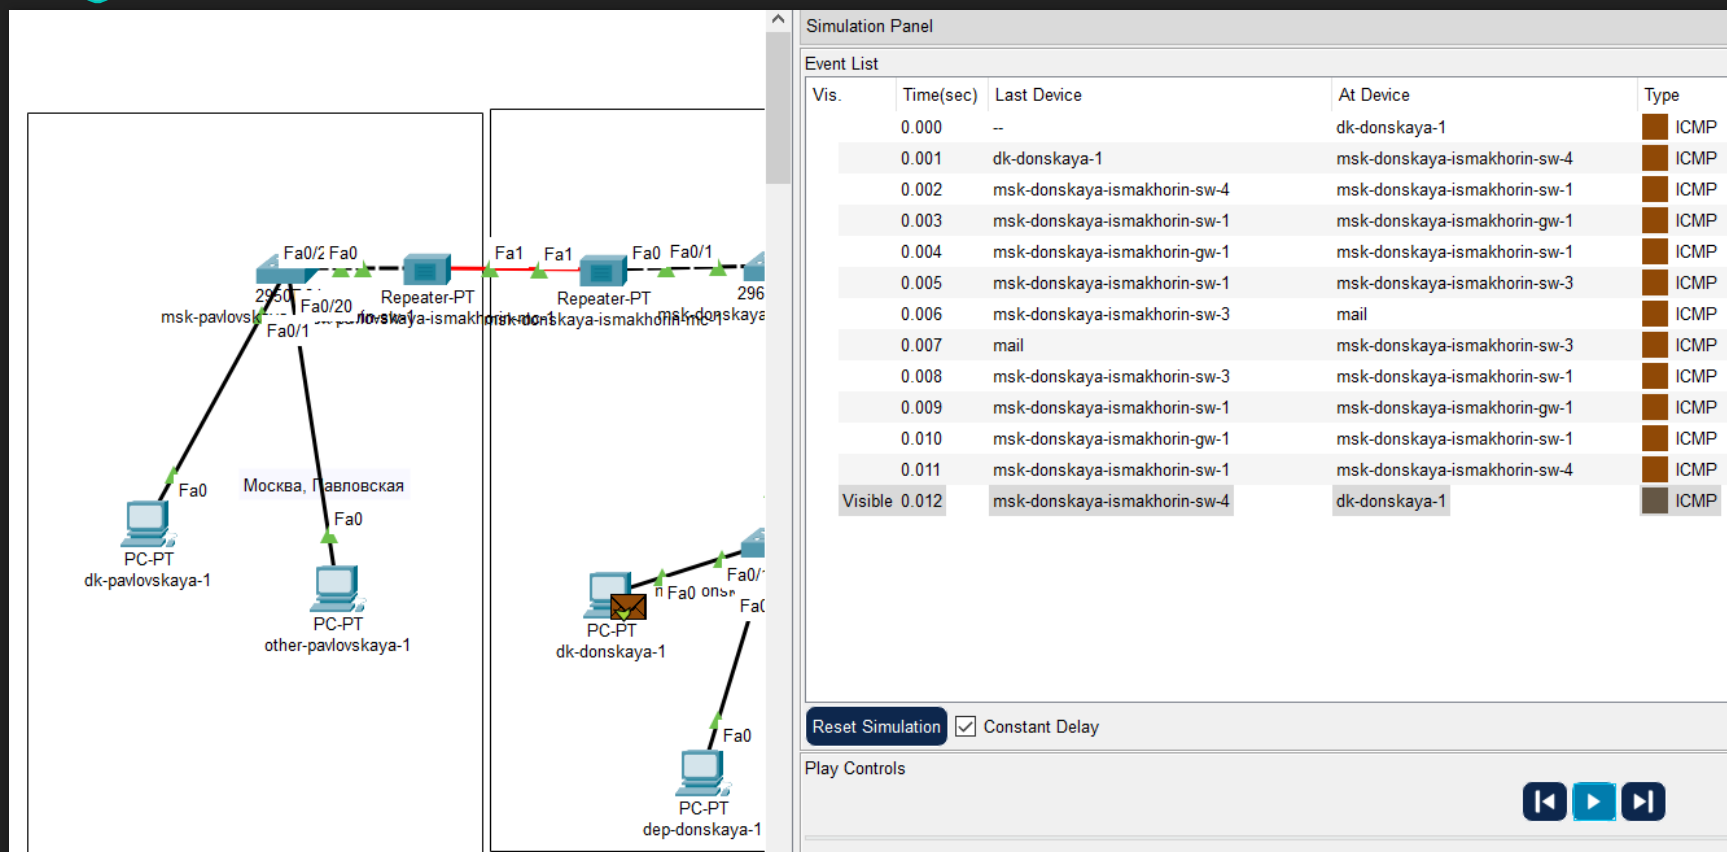 Simulation Panel
Event List
Vis. Time(sec) Last Device At Device Type
0.000 -- dk-donskaya-1 ICMP
0.001 dk-donskaya-1 msk-donskaya-ismakhorin-sw-4 ICMP
0.002 msk-donskaya-ismakhorin-sw-4 msk-donskaya-ismakhorin-sw-1 ICMP
0.003 msk-donskaya-ismakhorin-sw-1 msk-donskaya-ismakhorin-gw-1 ICMP
0.004 msk-donskaya-ismakhorin-gw-1 msk-donskaya-ismakhorin-sw-1 ICMP
0.005 msk-donskaya-ismakhorin-sw-1 msk-donskaya-ismakhorin-sw-3 ICMP
0.006 msk-donskaya-ismakhorin-sw-3 mail ICMP
0.007 mail msk-donskaya-ismakhorin-sw-3 ICMP
0.008 msk-donskaya-ismakhorin-sw-3 msk-donskaya-ismakhorin-sw-1 ICMP
0.009 msk-donskaya-ismakhorin-sw-1 msk-donskaya-ismakhorin-gw-1 ICMP
0.010 msk-donskaya-ismakhorin-gw-1 msk-donskaya-ismakhorin-sw-1 ICMP
0.011 msk-donskaya-ismakhorin-sw-1 msk-donskaya-ismakhorin-sw-4 ICMP
Visible 0.012 msk-donskaya-ismakhorin-sw-4 dk-donskaya-1 ICMP
Reset Simulation Constant Delay
Play Controls
Fa0/2 Fa0 Fa1 Fa1 Fa0 Fa0/1
2950 Repeater-PT Repeater-PT 296
Fa0/20
msk-donskaya-ismakhorin-mc-1 msk-donskaya
Fa0/1
Fa0
Москва, Павловская
Fa0
PC-PT
dk-pavlovskaya-1
PC-PT
other-pavlovskaya-1
Fa0/1
Fa0
Fa0
PC-PT
dk-donskaya-1
Fa0
PC-PT
dep-donskaya-1